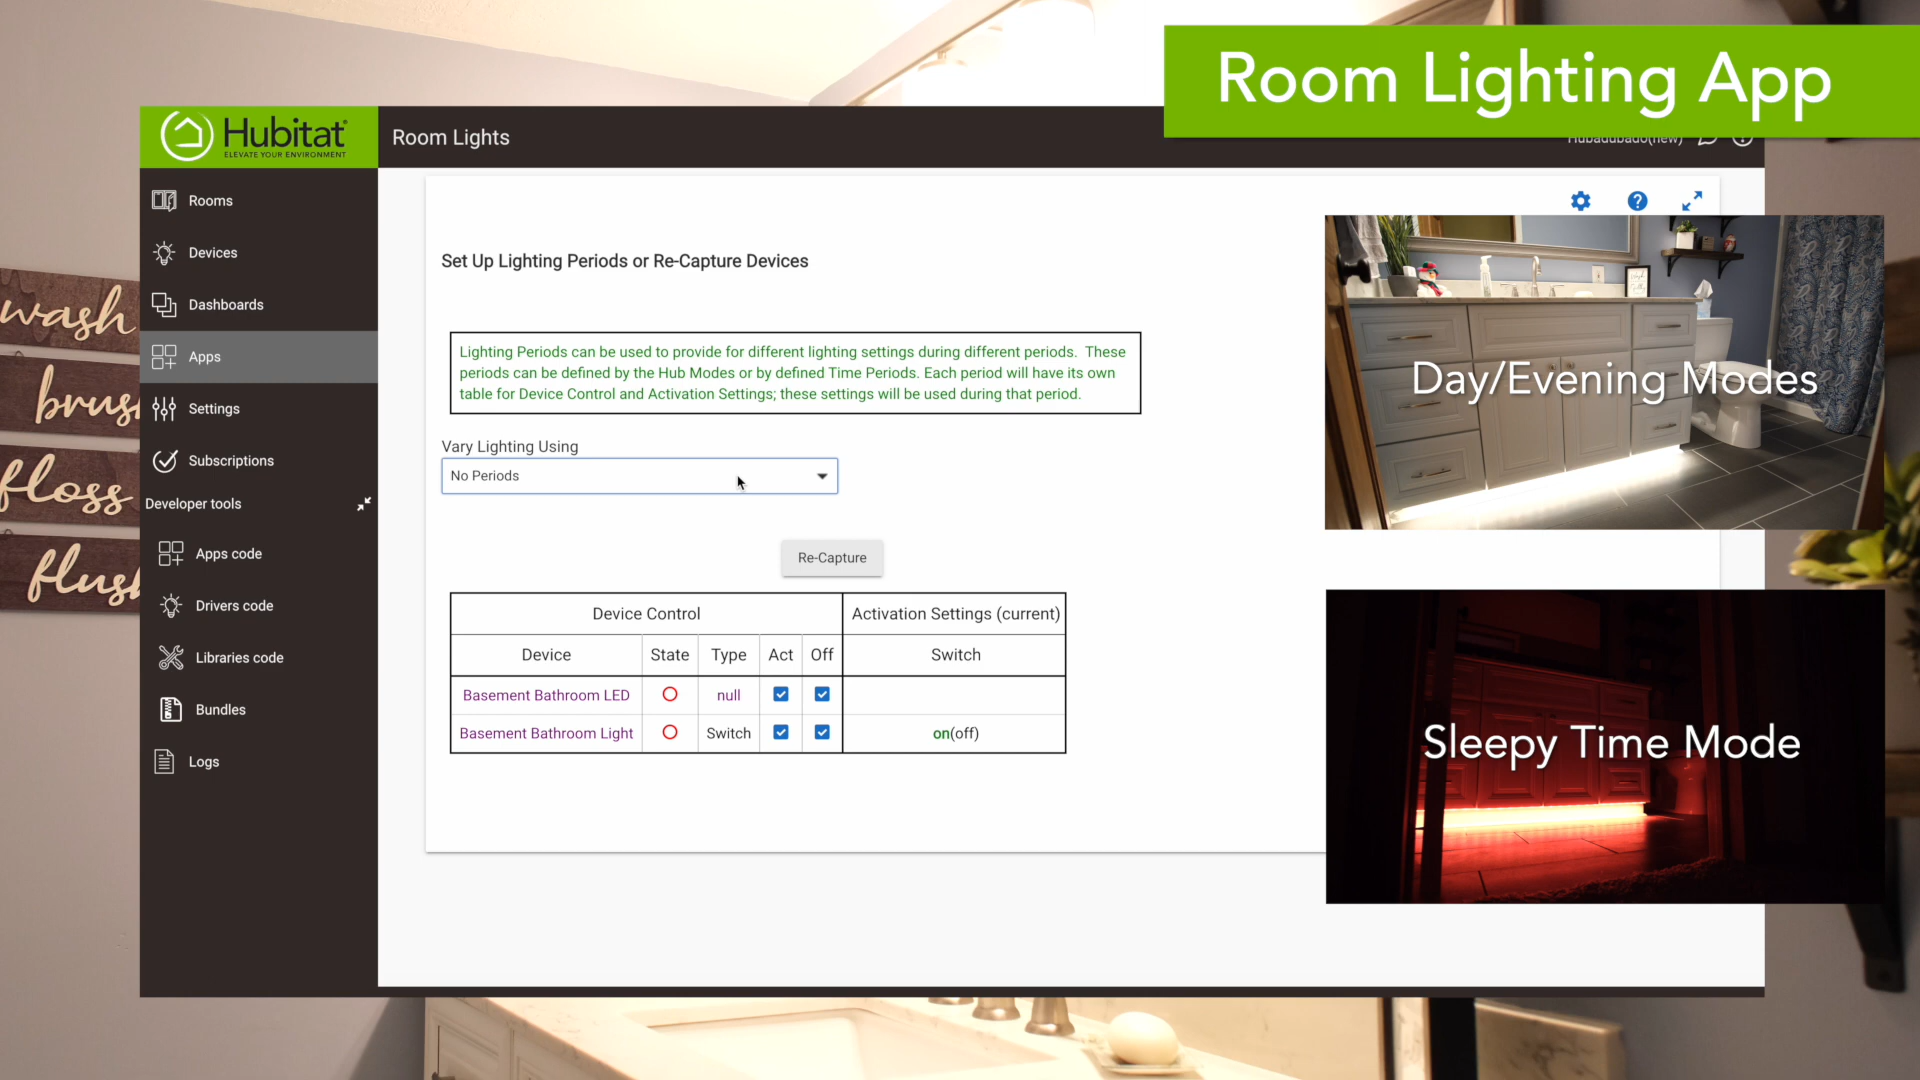 Room Lighting App
Hubitat®
ELEVATE YOUR ENVIRONMENT
Room Lights
Hubadubado(new)
Rooms
Devices
Dashboards
Apps
Settings
Subscriptions
Developer tools
Apps code
Drivers code
Libraries code
Bundles
Logs
Set Up Lighting Periods or Re-Capture Devices
Lighting Periods can be used to provide for different lighting settings during different periods. These
periods can be defined by the Hub Modes or by defined Time Periods. Each period will have its own
table for Device Control and Activation Settings; these settings will be used during that period.
Vary Lighting Using
No Periods
Re-Capture
Device Control Activation Settings (current)
Device State Type Act Off Switch
Basement Bathroom LED null
Basement Bathroom Light Switch on(off)
Day/Evening Modes
Sleepy Time Mode
wash
brush
floss
flush